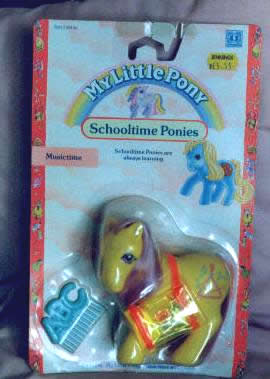 My Little Pony
Schooltime Ponies
Musictime
Schooltime Ponies are
always learning.
ABC